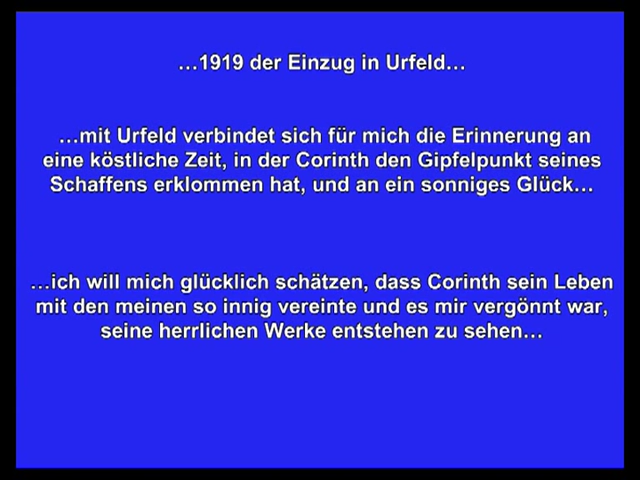 …1919 der Einzug in Urfeld…
…mit Urfeld verbindet sich für mich die Erinnerung an
eine köstliche Zeit, in der Corinth den Gipfelpunkt seines
Schaffens erklommen hat, und an ein sonniges Glück…
…ich will mich glücklich schätzen, dass Corinth sein Leben
mit den meinen so innig vereinte und es mir vergönnt war,
seine herrlichen Werke entstehen zu sehen…